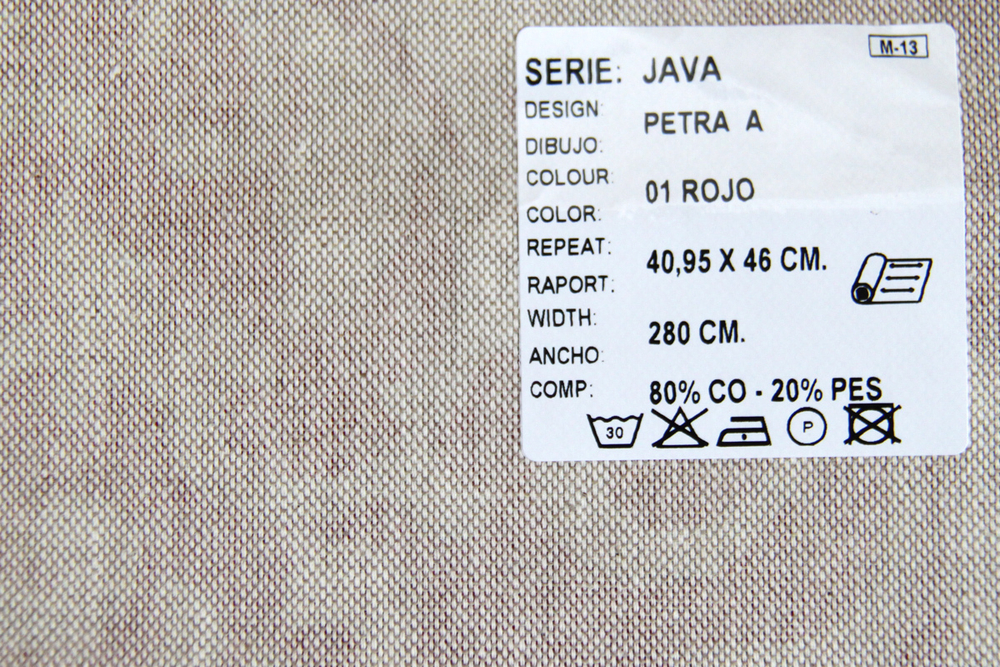 M-13
SERIE: JAVA
DESIGN:
PETRA A
DIBUJO:
COLOUR:
01 ROJO
COLOR:
REPEAT:
40,95 X 46 CM.
RAPORT:
WIDTH:
280 CM.
ANCHO:
COMP: 80% CO - 20% PES
30 P